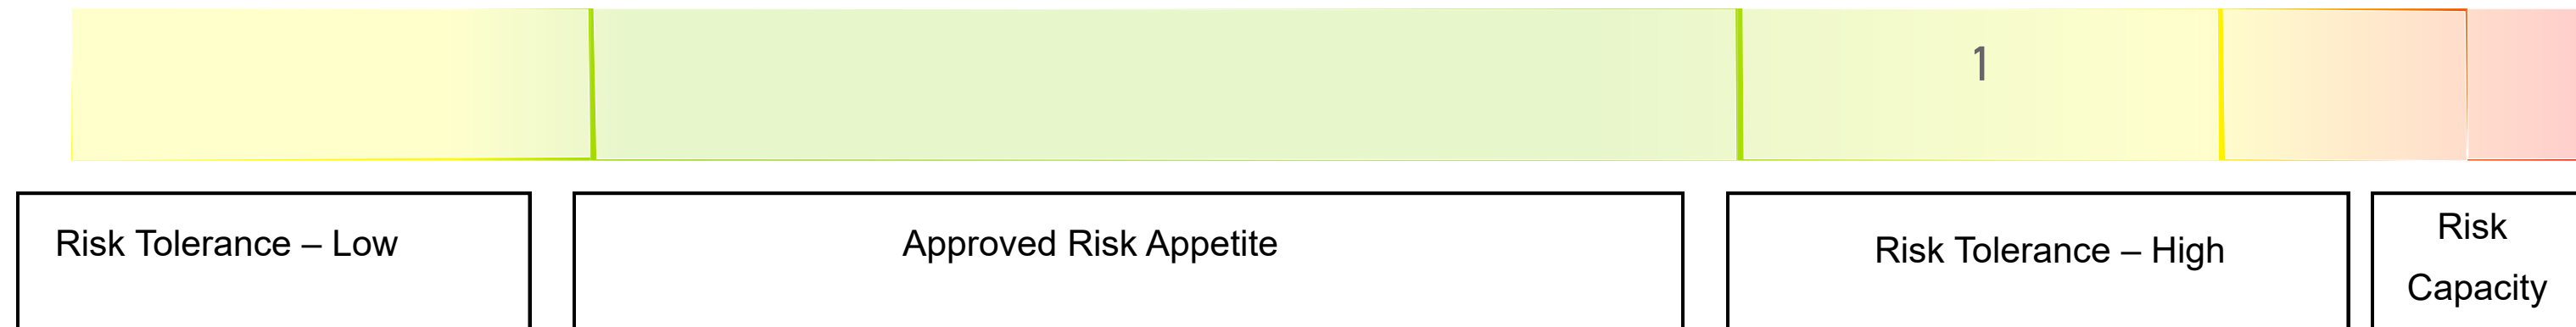 1
Risk Tolerance – Low
Approved Risk Appetite
Risk Tolerance – High
Risk
Capacity